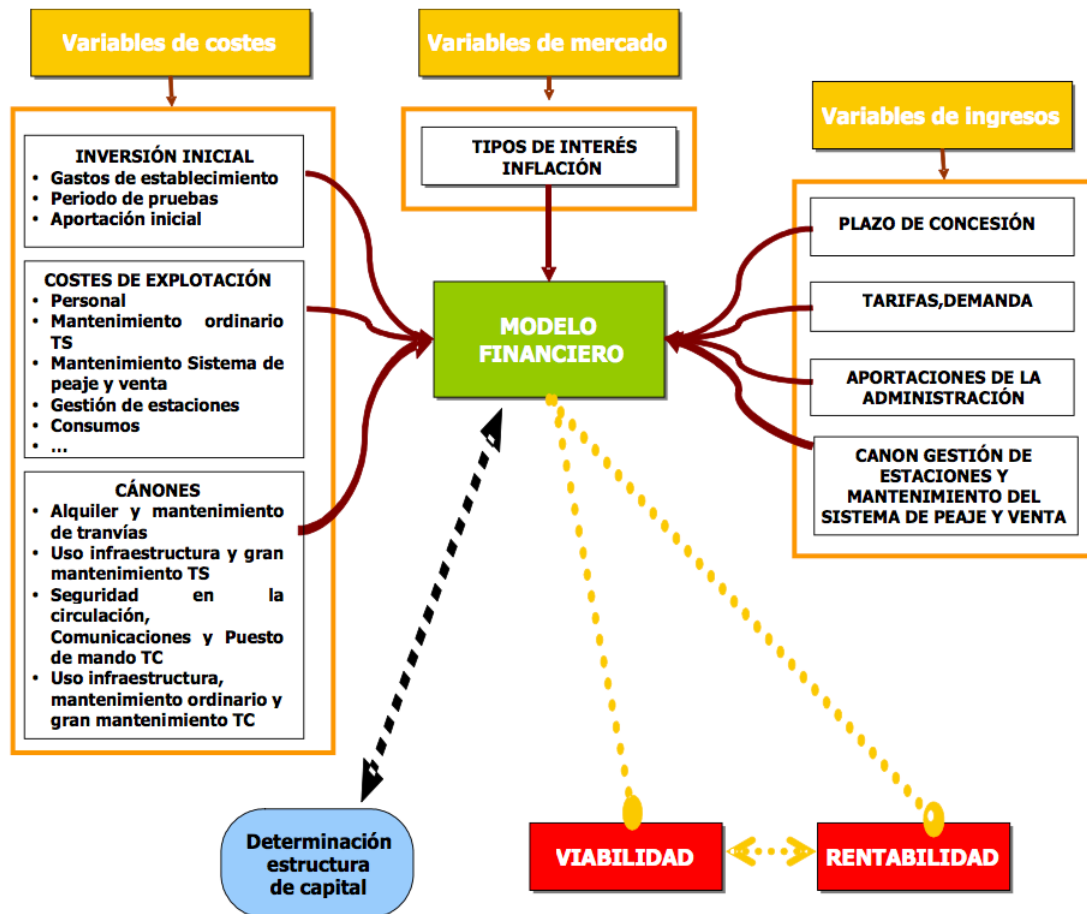 Variables de costes
INVERSIÓN INICIAL
• Gastos de establecimiento
• Periodo de pruebas
• Aportación inicial
COSTES DE EXPLOTACIÓN
• Personal
• Mantenimiento ordinario
TS
• Mantenimiento Sistema de
peaje y venta
• Gestión de estaciones
• Consumos
• ...
CÁNONES
• Alquiler y mantenimiento
de tranvías
• Uso infraestructura y gran
mantenimiento TS
• Seguridad en la
circulación,
Comunicaciones y Puesto
de mando TC
• Uso infraestructura,
mantenimiento ordinario y
gran mantenimiento TC
Variables de mercado
TIPOS DE INTERÉS
INFLACIÓN
Variables de ingresos
PLAZO DE CONCESIÓN
TARIFAS,DEMANDA
APORTACIONES DE LA
ADMINISTRACIÓN
CANON GESTIÓN DE
ESTACIONES Y
MANTENIMIENTO DEL
SISTEMA DE PEAJE Y VENTA
MODELO
FINANCIERO
Determinación
estructura
de capital
VIABILIDAD
RENTABILIDAD